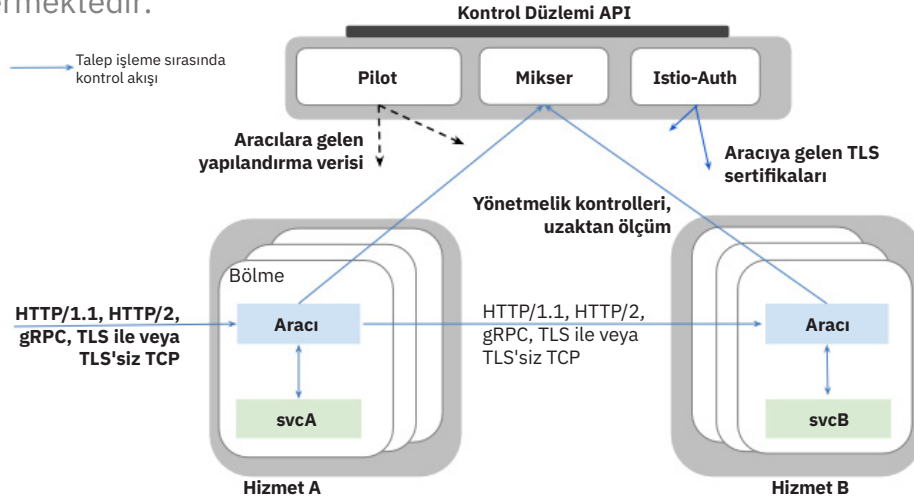 ermektedir.
Kontrol Düzlemi API
Talep işleme sırasında
kontrol akışı
Pilot
Mikser
Istio-Auth
Aracılara gelen
yapılandırma verisi
Aracıya gelen TLS
sertifikaları
Yönetmelik kontrolleri,
uzaktan ölçüm
Bölme
HTTP/1.1, HTTP/2,
gRPC, TLS ile veya
TLS'siz TCP
Aracı
HTTP/1.1, HTTP/2,
gRPC, TLS ile veya
TLS'siz TCP
Aracı
svcA
svcB
Hizmet A
Hizmet B